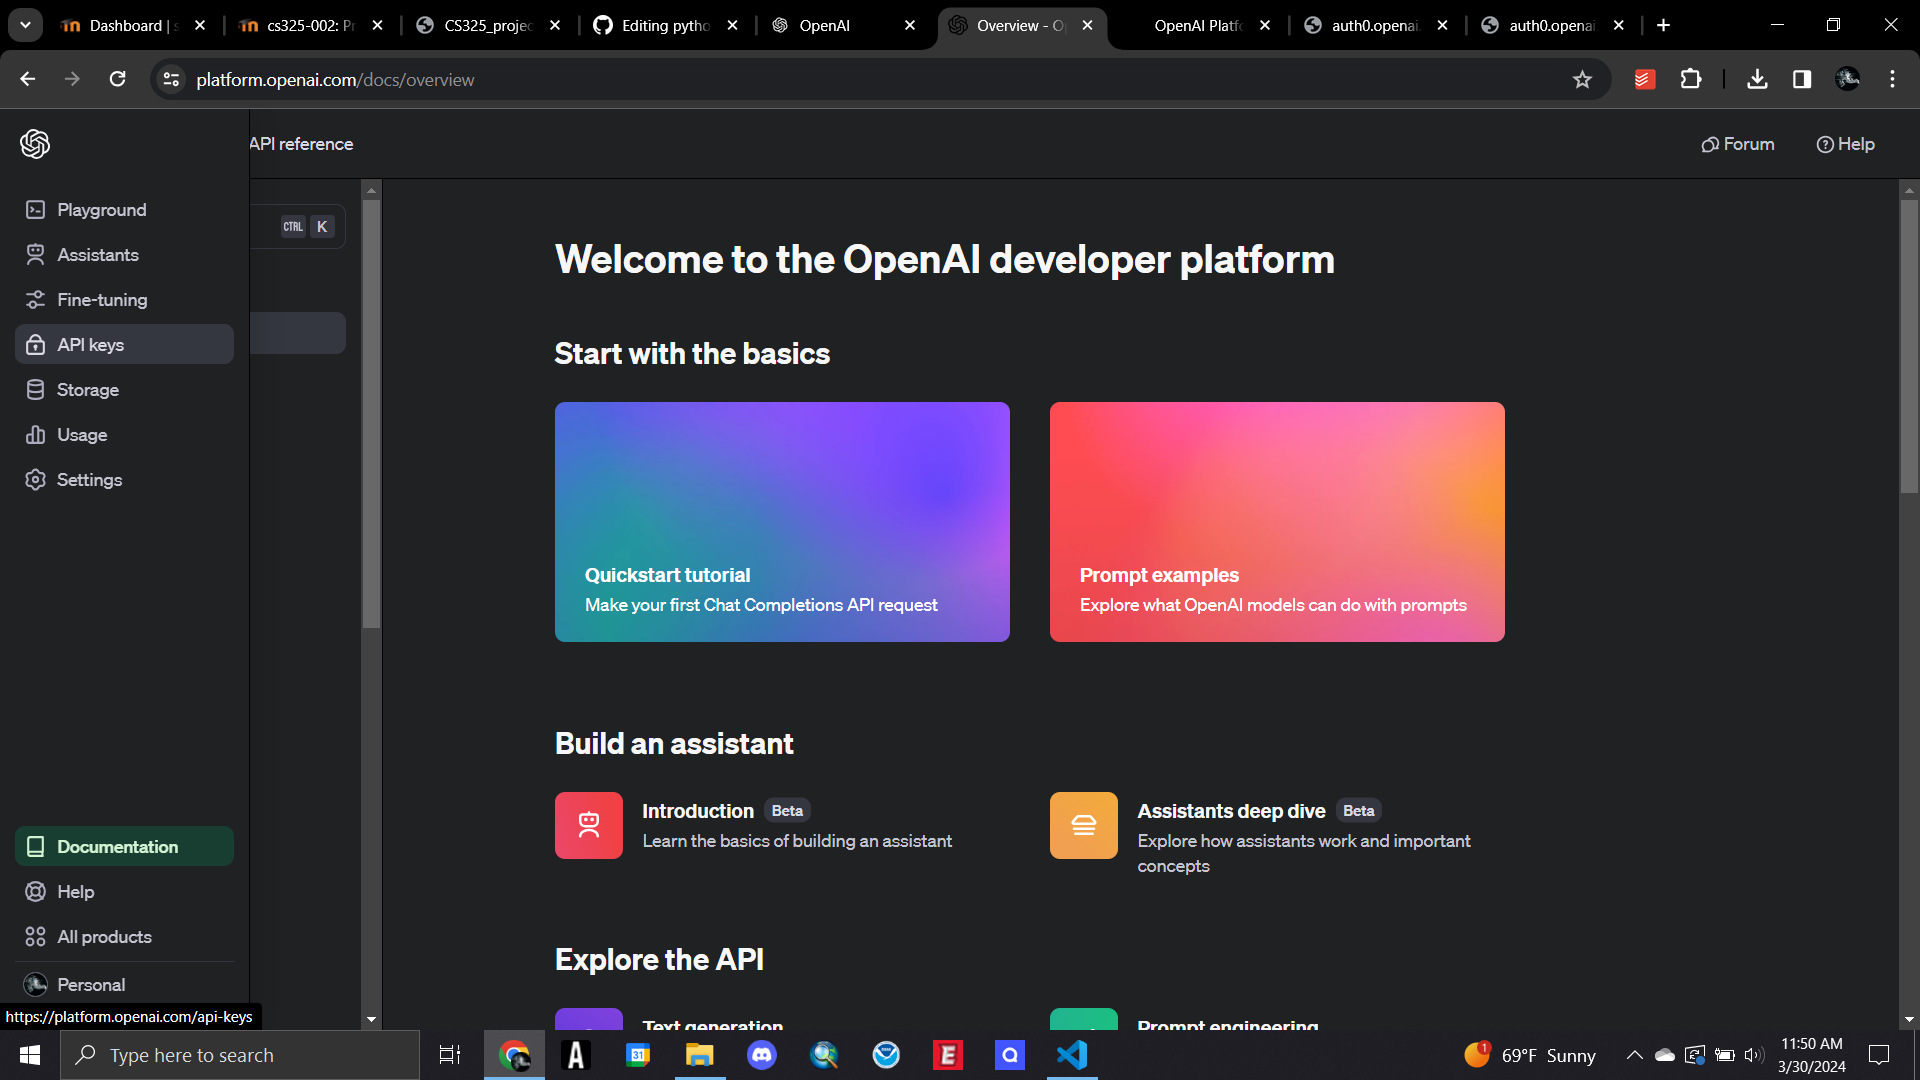 Dashboard | s
cs325-002: Pr
CS325_projec
Editing pytho
OpenAI
Overview - O
OpenAI Platf
auth0.openai.
auth0.openai.
platform.openai.com/docs/overview
API reference
Forum
Help
Playground
CTRL K
Assistants
Fine-tuning
API keys
Storage
Usage
Settings
Welcome to the OpenAI developer platform
Start with the basics
Quickstart tutorial
Make your first Chat Completions API request
Prompt examples
Explore what OpenAI models can do with prompts
Build an assistant
Introduction Beta
Learn the basics of building an assistant
Assistants deep dive Beta
Explore how assistants work and important
concepts
Explore the API
Text generation
Prompt engineering
Documentation
Help
All products
Personal
https://platform.openai.com/api-keys
Type here to search
A
31
E
Q
1
69°F Sunny
11:50 AM
3/30/2024